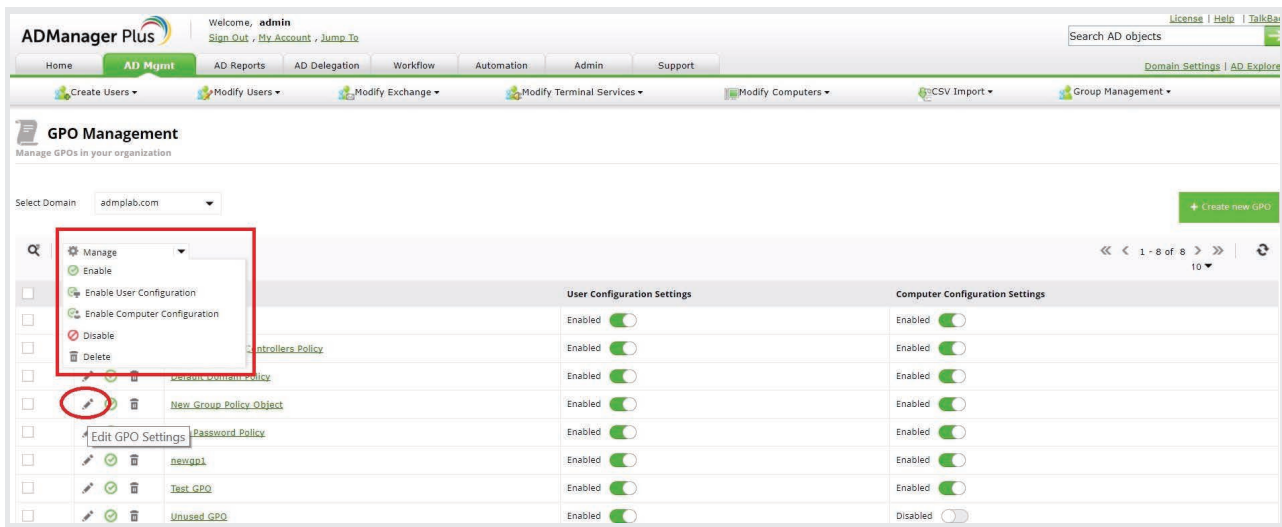 License | Help | TalkBa
ADManager Plus
Welcome, admin
Sign Out , My Account , Jump To
Search AD objects
Home AD Mgmt AD Reports AD Delegation Workflow Automation Admin Support
Domain Settings | AD Explore
Create Users Modify Users Modify Exchange Modify Terminal Services Modify Computers CSV Import Group Management
GPO Management
Manage GPOs in your organization
Select Domain admplab.com
+ Create new GPO
Manage
1 - 8 of 8
10
Enable
Enable User Configuration
Enable Computer Configuration
Disable
Delete
User Configuration Settings Computer Configuration Settings
Enabled Enabled
Controllers Policy Enabled Enabled
Default Domain Policy Enabled Enabled
New Group Policy Object Enabled Enabled
Edit GPO Settings
Password Policy Enabled Enabled
newgp1 Enabled Enabled
Test GPO Enabled Enabled
Unused GPO Enabled Disabled